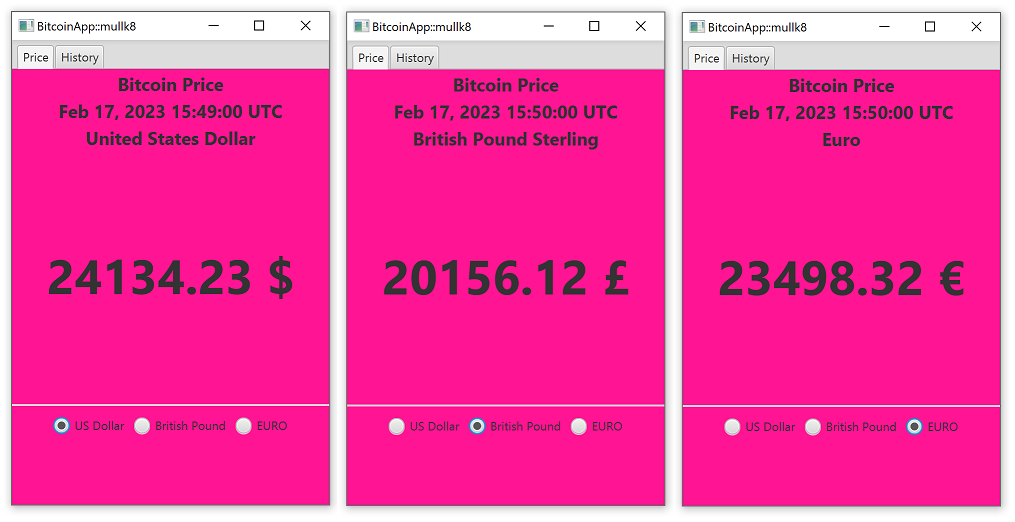 BitcoinApp::mullk8
Price History
Bitcoin Price
Feb 17, 2023 15:49:00 UTC
United States Dollar
24134.23 $
US Dollar British Pound EURO
BitcoinApp::mullk8
Price History
Bitcoin Price
Feb 17, 2023 15:50:00 UTC
British Pound Sterling
20156.12 £
US Dollar British Pound EURO
BitcoinApp::mullk8
Price History
Bitcoin Price
Feb 17, 2023 15:50:00 UTC
Euro
23498.32 €
US Dollar British Pound EURO